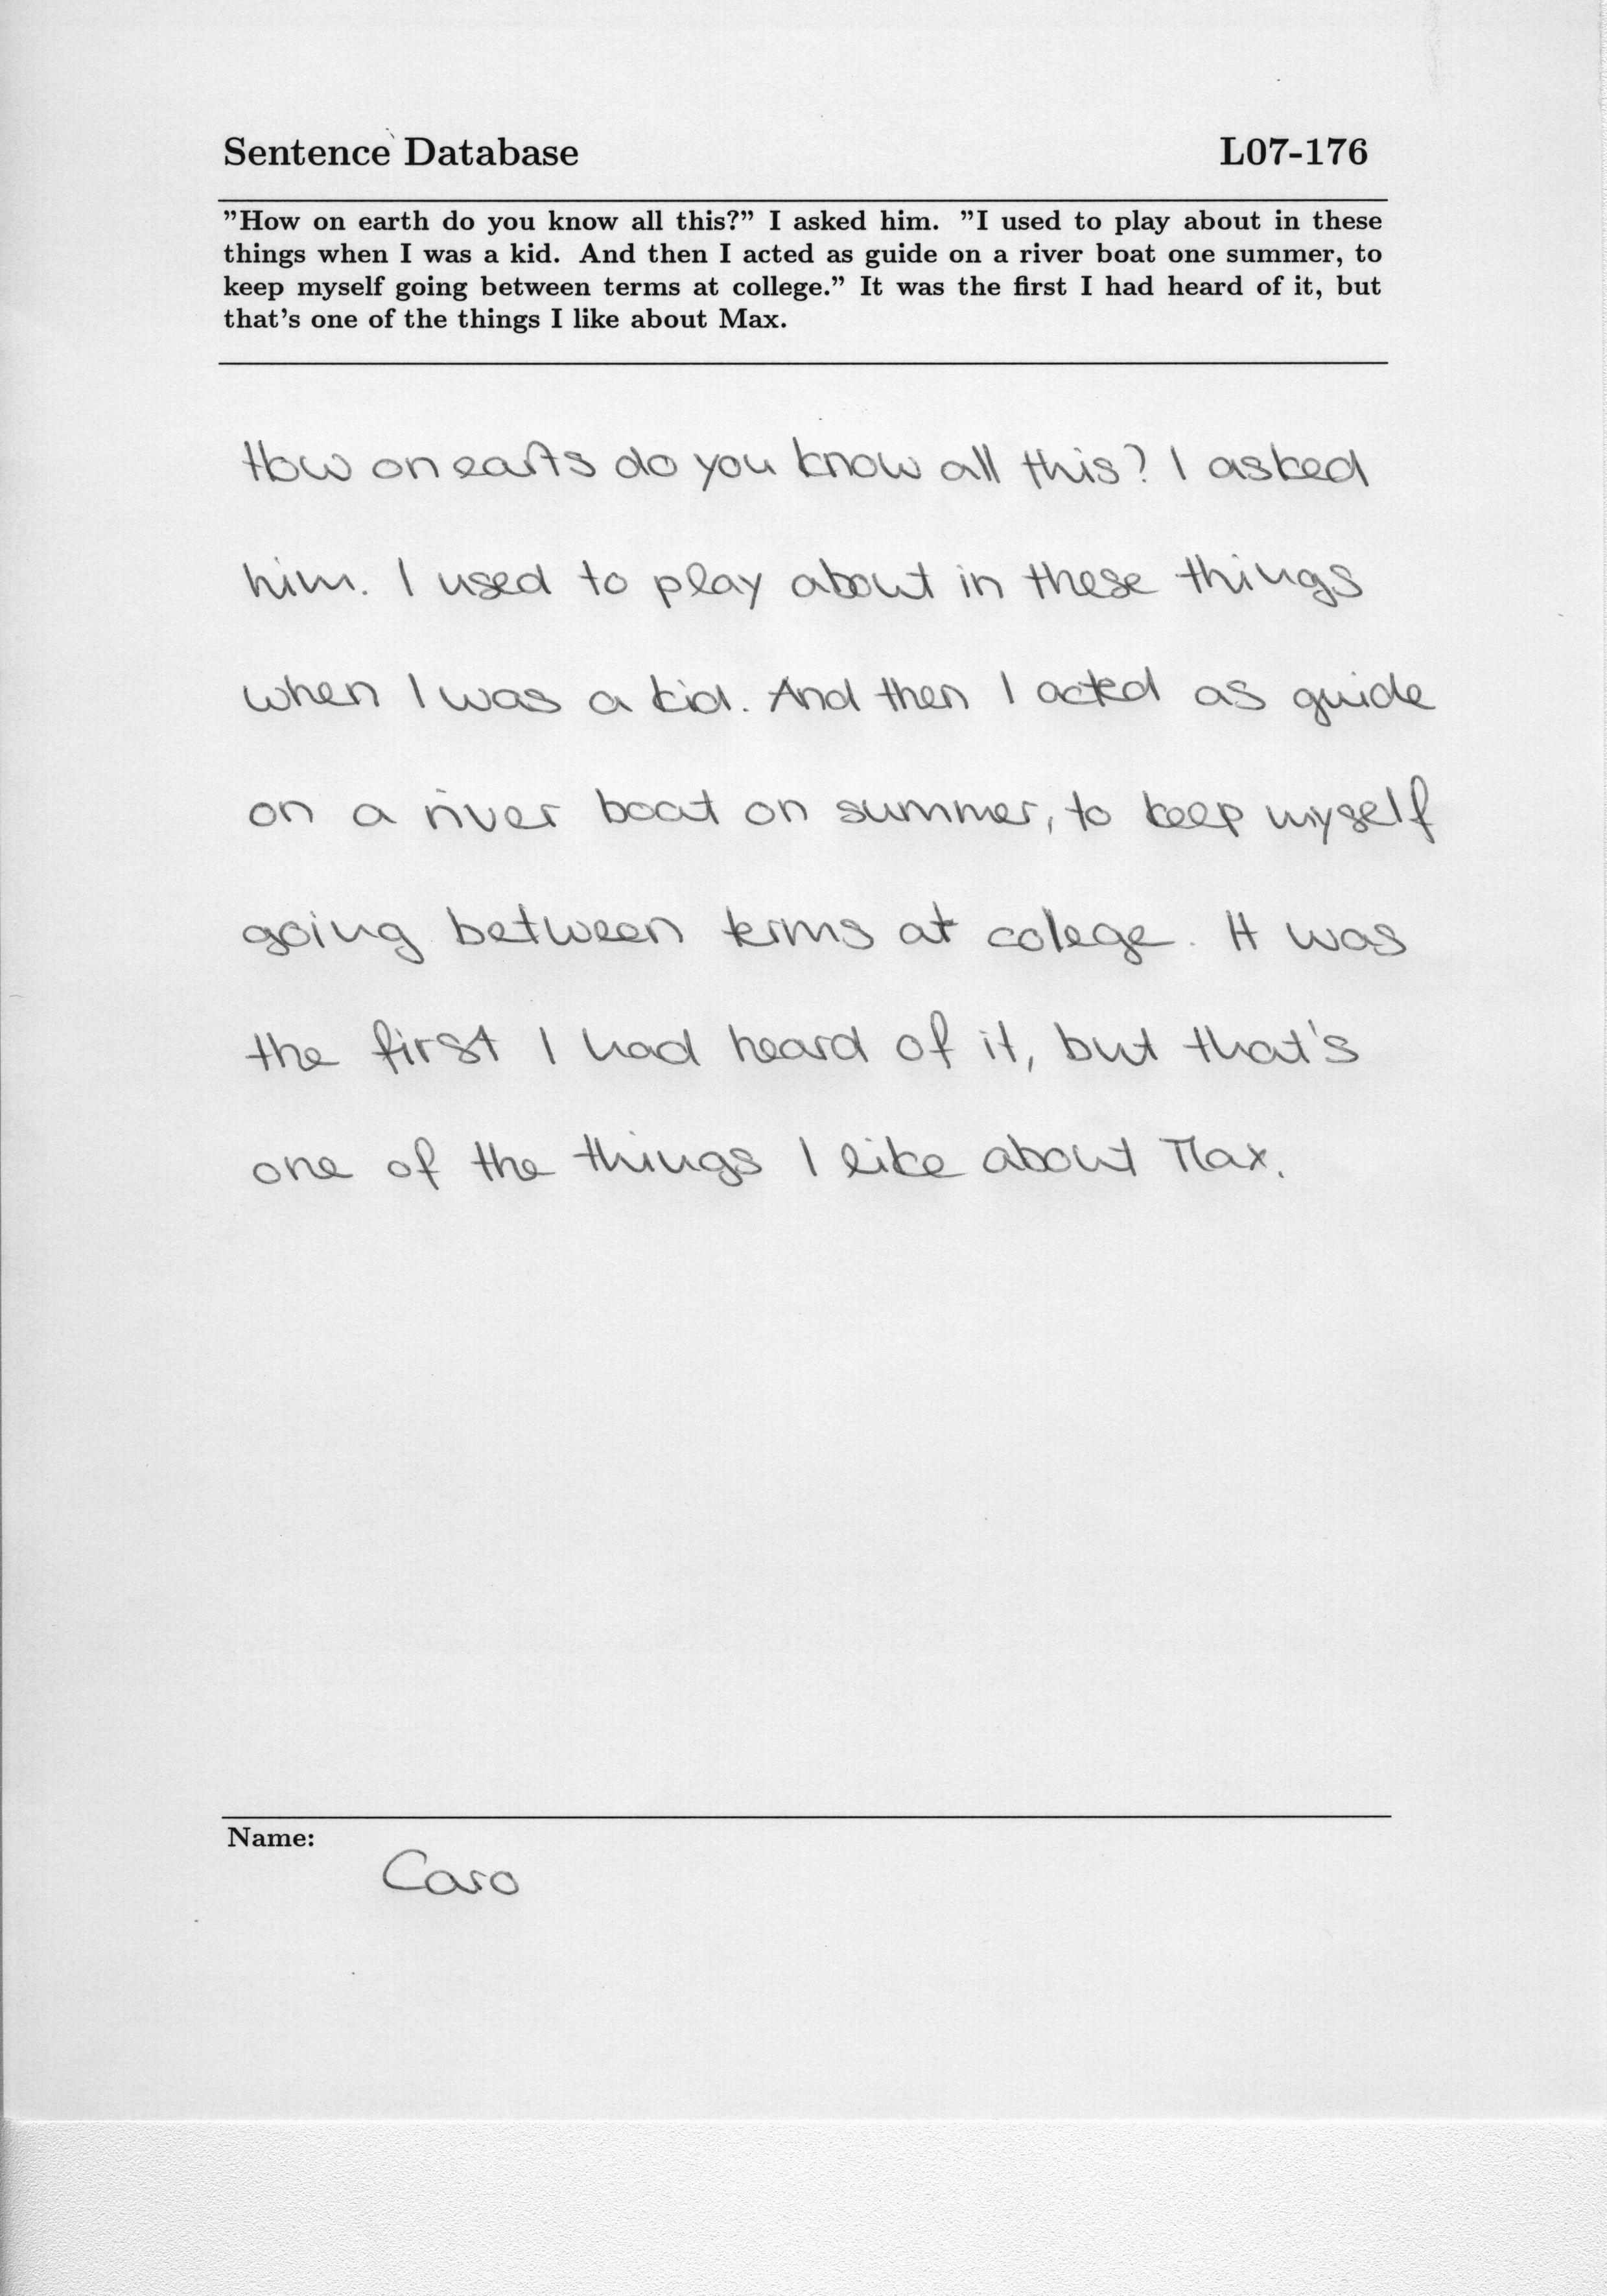 Sentence Database L07-176
"How on earth do you know all this?" I asked him. "I used to play about in these
things when I was a kid. And then I acted as guide on a river boat one summer, to
keep myself going between terms at college." It was the first I had heard of it, but
that's one of the things I like about Max.
How on earts do you know all this? I asked
him. I used to play about in these things
when I was a kid. And then I acted as guide
on a river boat on summer, to keep myself
going between terms at colege. It was
the first I had heard of it, but that's
one of the things I like about Max.
Name:
Caro